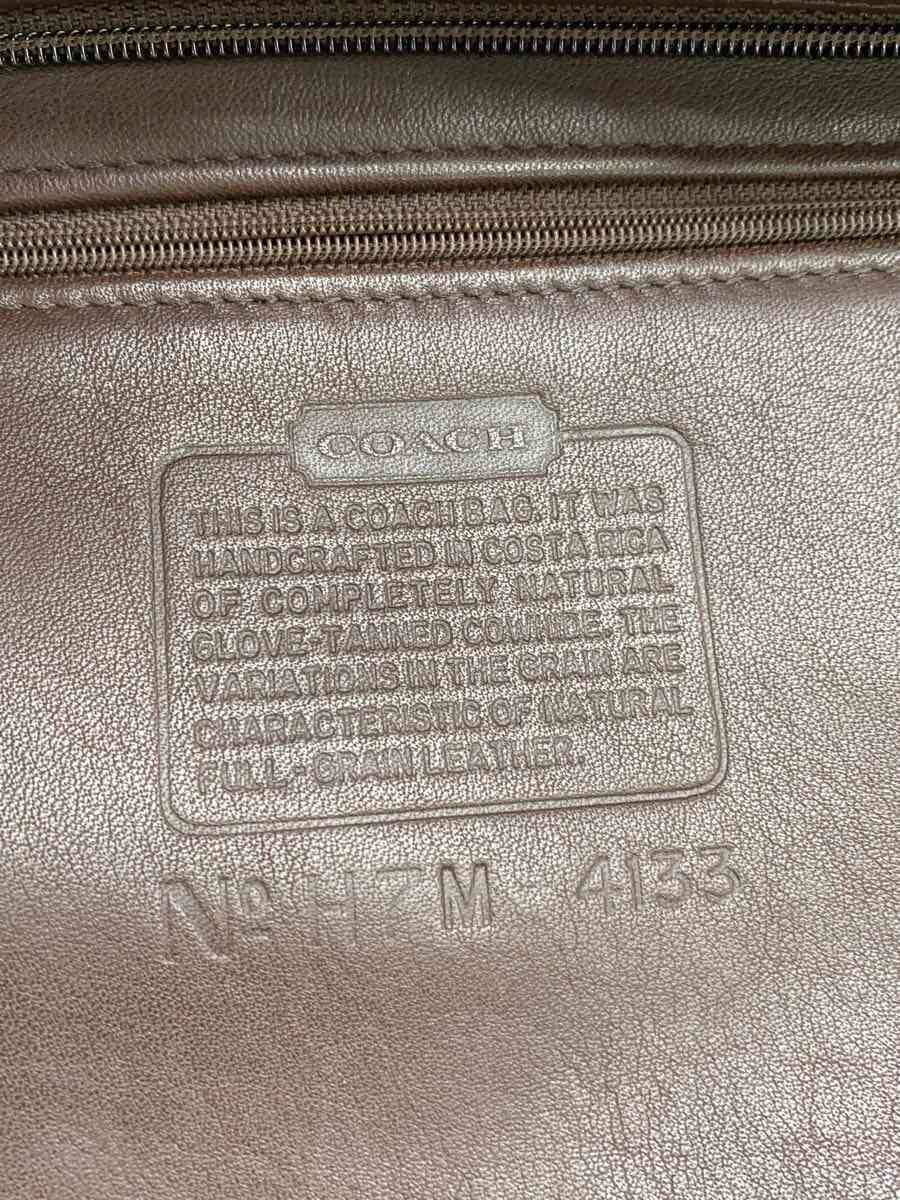 COACH
THIS IS A COACH BAG. IT WAS
HANDCRAFTED IN COSTA RICA
OF COMPLETELY NATURAL
GLOVE-TANNED COWHIDE. THE
VARIATIONS IN THE GRAIN ARE
CHARACTERISTIC OF NATURAL
FULL-GRAIN LEATHER.
No H7M-4133